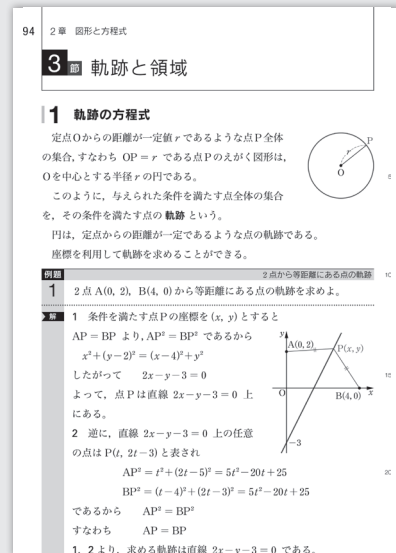 94 2章 図形と方程式
3節 軌跡と領域
1 軌跡の方程式
定点Oからの距離が一定値 r であるような点P全体
の集合, すなわち OP = r である点Pのえがく図形は,
Oを中心とする半径 r の円である。
このように, 与えられた条件を満たす点全体の集合
を, その条件を満たす点の 軌跡 という。
円は, 定点からの距離が一定であるような点の軌跡である。
座標を利用して軌跡を求めることができる。
P
r
O
5
例題 2点から等距離にある点の軌跡
10
1 2点 A(0, 2), B(4, 0) から等距離にある点の軌跡を求めよ。
解 1 条件を満たす点Pの座標を (x, y) とすると
AP = BP より, AP² = BP² であるから
x²+(y−2)² = (x−4)²+y²
したがって 2x−y−3 = 0
よって, 点Pは直線 2x−y−3 = 0 上
にある。
2 逆に, 直線 2x−y−3 = 0 上の任意
の点は P(t, 2t−3) と表され
y
A(0, 2)
P(x, y)
O
B(4, 0) x
−3
15
AP² = t²+(2t−5)² = 5t²−20t+25
20
BP² = (t−4)²+(2t−3)² = 5t²−20t+25
であるから AP² = BP²
すなわち AP = BP
1, 2 より, 求める軌跡は直線 2x−y−3 = 0 である。